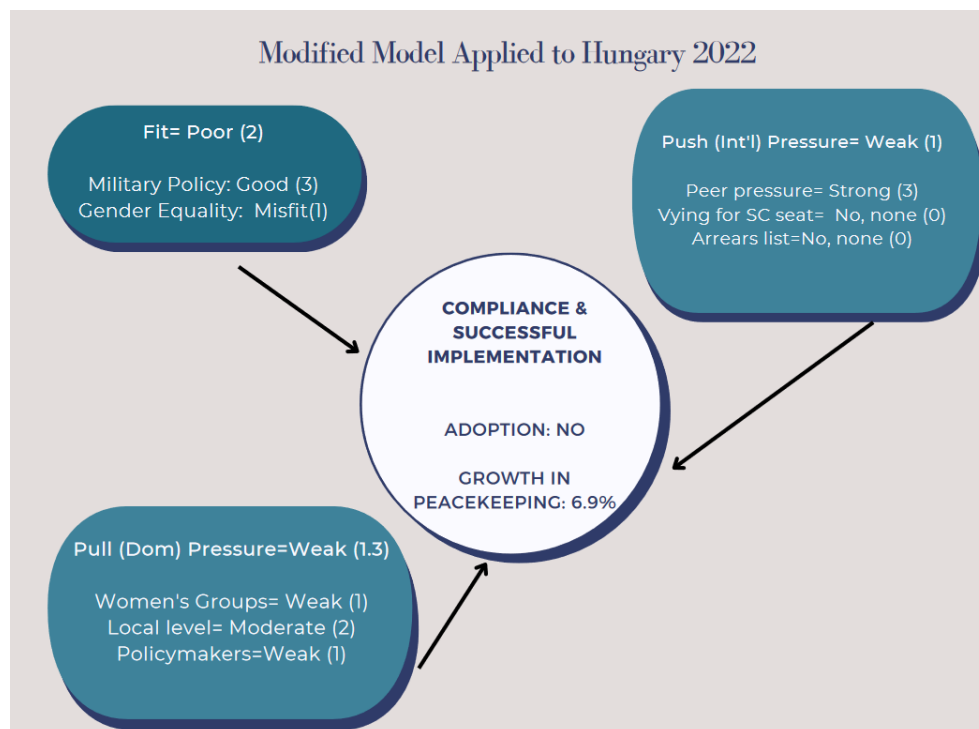 Modified Model Applied to Hungary 2022
Fit= Poor (2)
Military Policy: Good (3)
Gender Equality: Misfit(1)
Push (Int'l) Pressure= Weak (1)
Peer pressure= Strong (3)
Vying for SC seat= No, none (0)
Arrears list=No, none (0)
COMPLIANCE &
SUCCESSFUL
IMPLEMENTATION
ADOPTION: NO
GROWTH IN
PEACEKEEPING: 6.9%
Pull (Dom) Pressure=Weak (1.3)
Women's Groups= Weak (1)
Local level= Moderate (2)
Policymakers=Weak (1)